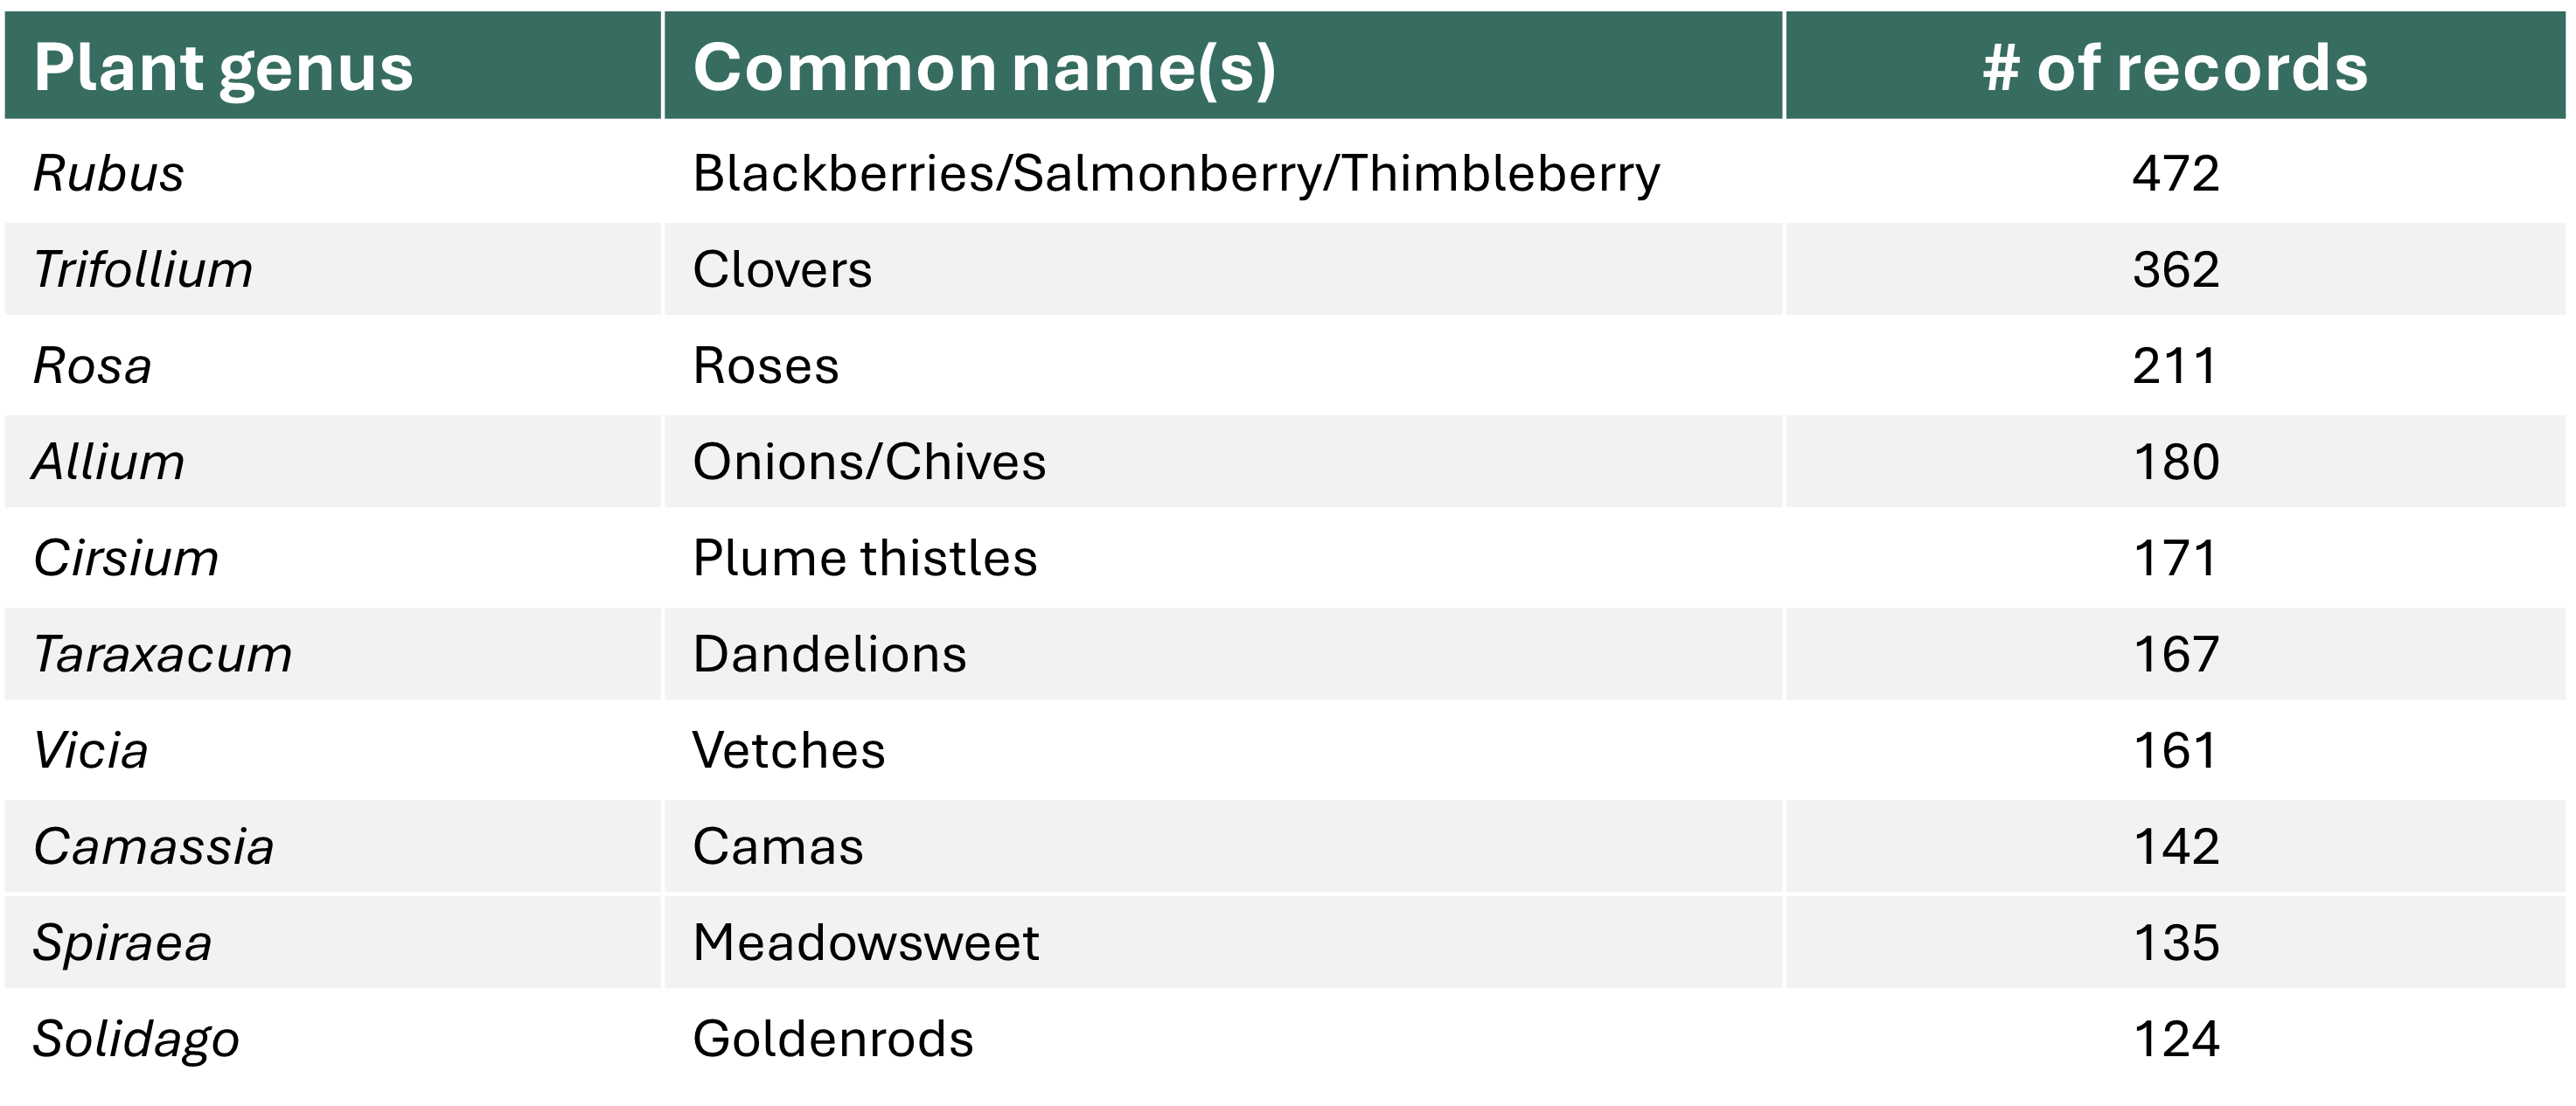 Plant genus Common name(s) # of records
Rubus Blackberries/Salmonberry/Thimbleberry 472
Trifollium Clovers 362
Rosa Roses 211
Allium Onions/Chives 180
Cirsium Plume thistles 171
Taraxacum Dandelions 167
Vicia Vetches 161
Camassia Camas 142
Spiraea Meadowsweet 135
Solidago Goldenrods 124